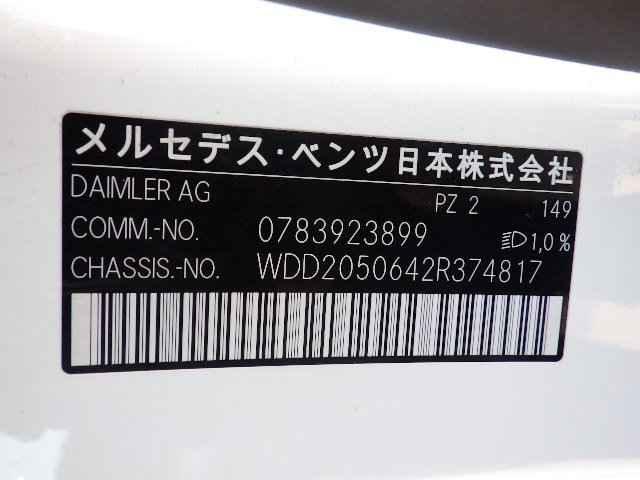 メルセデス・ベンツ日本株式会社
DAIMLER AG PZ 2 149
COMM.-NO. 0783923899 1,0%
CHASSIS.-NO. WDD2050642R374817